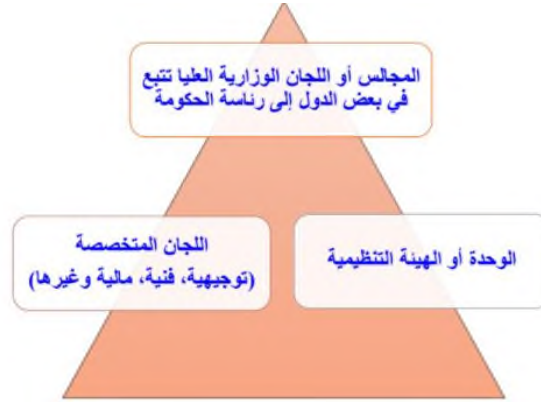 المجالس أو اللجان الوزارية العليا تتبع
في بعض الدول إلى رئاسة الحكومة
الوحدة أو الهيئة التنظيمية
اللجان المتخصصة
(توجيهية، فنية، مالية وغيرها)